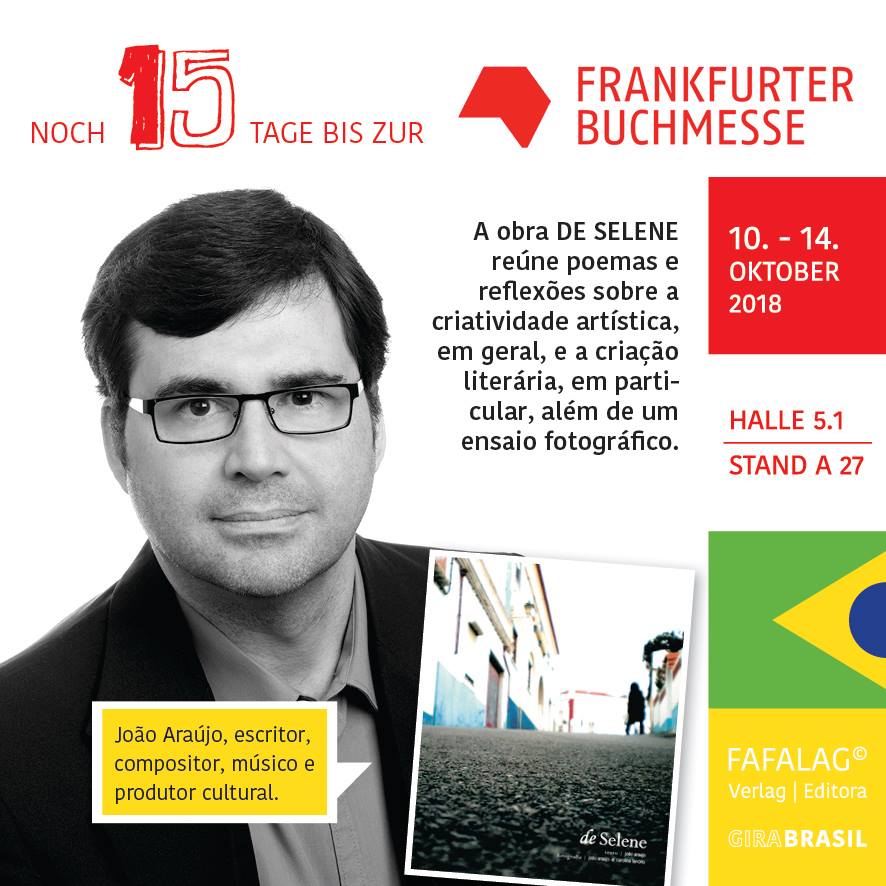 NOCH 15 TAGE BIS ZUR
FRANKFURTER
BUCHMESSE
A obra DE SELENE
reúne poemas e
reflexões sobre a
criatividade artística,
em geral, e a criação
literária, em parti-
cular, além de um
ensaio fotográfico.
10. - 14.
OKTOBER
2018
HALLE 5.1
STAND A 27
João Araújo, escritor,
compositor, músico e
produtor cultural.
de Selene
FAFALAG©
Verlag | Editora
GIRABRASIL